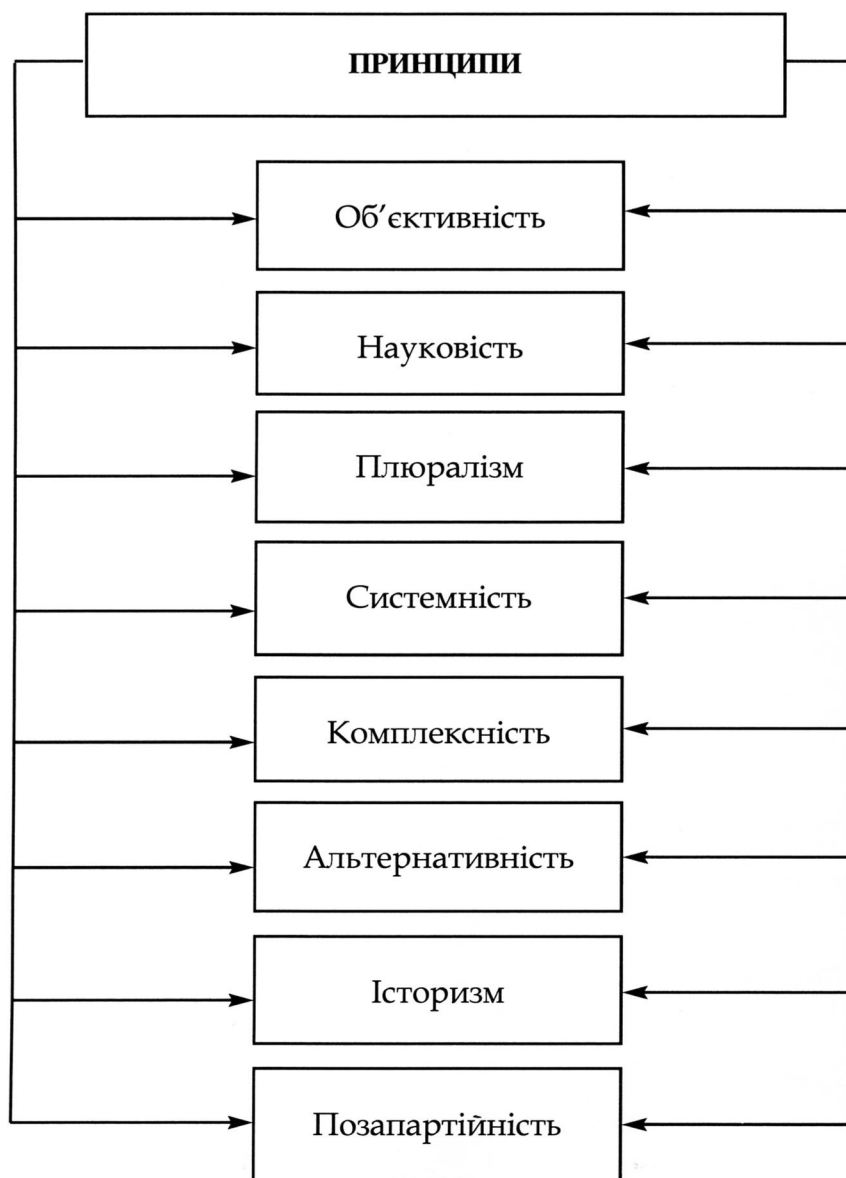 ПРИНЦИПИ
Об’єктивність
Науковість
Плюралізм
Системність
Комплексність
Альтернативність
Історизм
Позапартійність